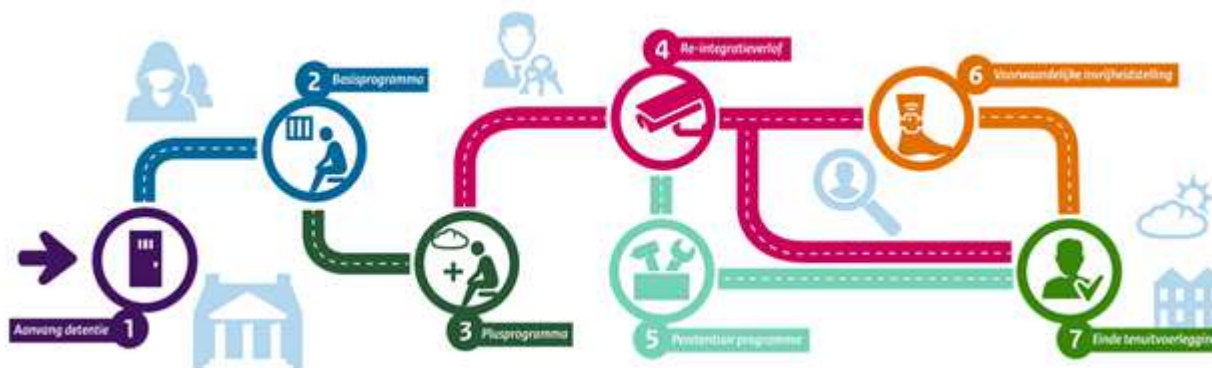 Aanvang detentie 1
2 Basisprogramma
3 Plusprogramma
4 Re-integratieverlof
5 Penitentiair programma
6 Voorwaardelijke invrijheidstelling
7 Einde tenuitvoerlegging